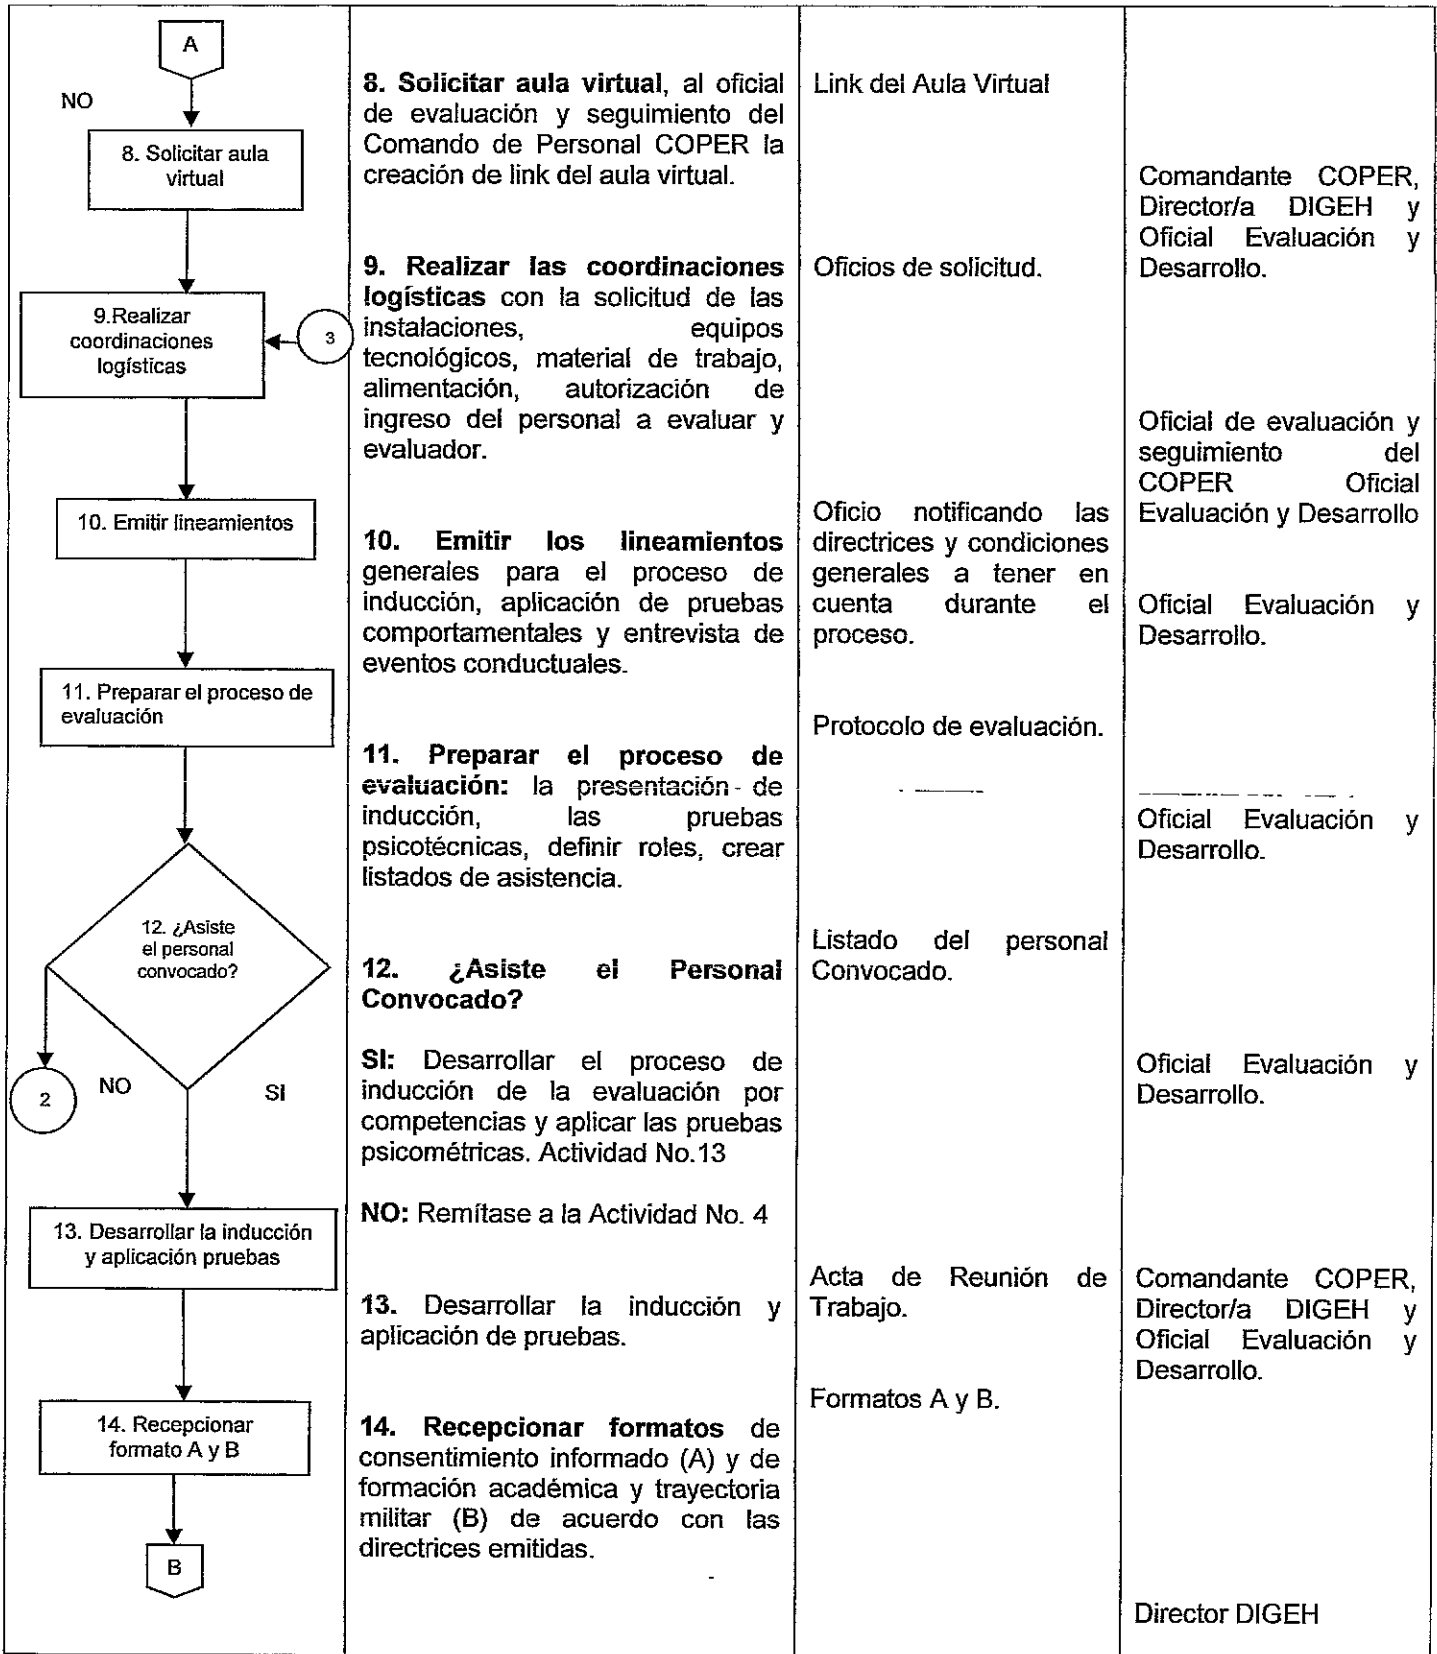 A
NO
8. Solicitar aula
virtual
9.Realizar
coordinaciones
logísticas
3
10. Emitir lineamientos
11. Preparar el proceso de
evaluación
12. ¿Asiste
el personal
convocado?
2
NO
SI
13. Desarrollar la inducción
y aplicación pruebas
14. Recepcionar
formato A y B
B
8. Solicitar aula virtual, al oficial
de evaluación y seguimiento del
Comando de Personal COPER la
creación de link del aula virtual.
9. Realizar las coordinaciones
logísticas con la solicitud de las
instalaciones, equipos
tecnológicos, material de trabajo,
alimentación, autorización de
ingreso del personal a evaluar y
evaluador.
10. Emitir los lineamientos
generales para el proceso de
inducción, aplicación de pruebas
comportamentales y entrevista de
eventos conductuales.
11. Preparar el proceso de
evaluación: la presentación de
inducción, las pruebas
psicotécnicas, definir roles, crear
listados de asistencia.
12. ¿Asiste el Personal
Convocado?
SI: Desarrollar el proceso de
inducción de la evaluación por
competencias y aplicar las pruebas
psicométricas. Actividad No.13
NO: Remítase a la Actividad No. 4
13. Desarrollar la inducción y
aplicación de pruebas.
14. Recepcionar formatos de
consentimiento informado (A) y de
formación académica y trayectoria
militar (B) de acuerdo con las
directrices emitidas.
Link del Aula Virtual
Oficios de solicitud.
Oficio notificando las
directrices y condiciones
generales a tener en
cuenta durante el
proceso.
Protocolo de evaluación.
Listado del personal
Convocado.
Acta de Reunión de
Trabajo.
Formatos A y B.
Comandante COPER,
Director/a DIGEH y
Oficial Evaluación y
Desarrollo.
Oficial de evaluación y
seguimiento del
COPER Oficial
Evaluación y Desarrollo
Oficial Evaluación y
Desarrollo.
Oficial Evaluación y
Desarrollo.
Oficial Evaluación y
Desarrollo.
Comandante COPER,
Director/a DIGEH y
Oficial Evaluación y
Desarrollo.
Director DIGEH